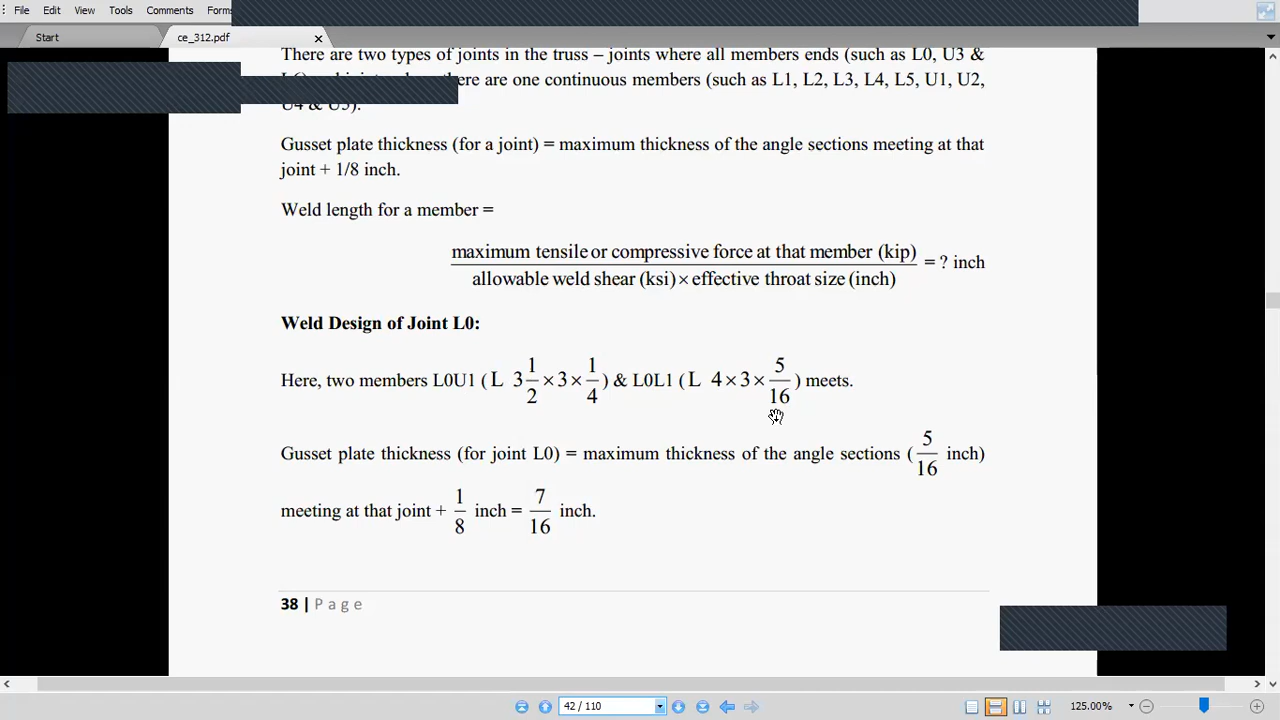 File Edit View Tools Comments Forms
Start ce_312.pdf
There are two types of joints in the truss – joints where all members ends (such as L0, U3 &
ere are one continuous members (such as L1, L2, L3, L4, L5, U1, U2,
U4 & U5).
Gusset plate thickness (for a joint) = maximum thickness of the angle sections meeting at that
joint + 1/8 inch.
Weld length for a member =
maximum tensile or compressive force at that member (kip)
allowable weld shear (ksi) × effective throat size (inch)
= ? inch
Weld Design of Joint L0:
Here, two members L0U1 ( L 3 1/2 × 3 × 1/4 ) & L0L1 ( L 4 × 3 × 5/16 ) meets.
Gusset plate thickness (for joint L0) = maximum thickness of the angle sections ( 5/16 inch)
meeting at that joint + 1/8 inch = 7/16 inch.
38 | Page
42 / 110
125.00%